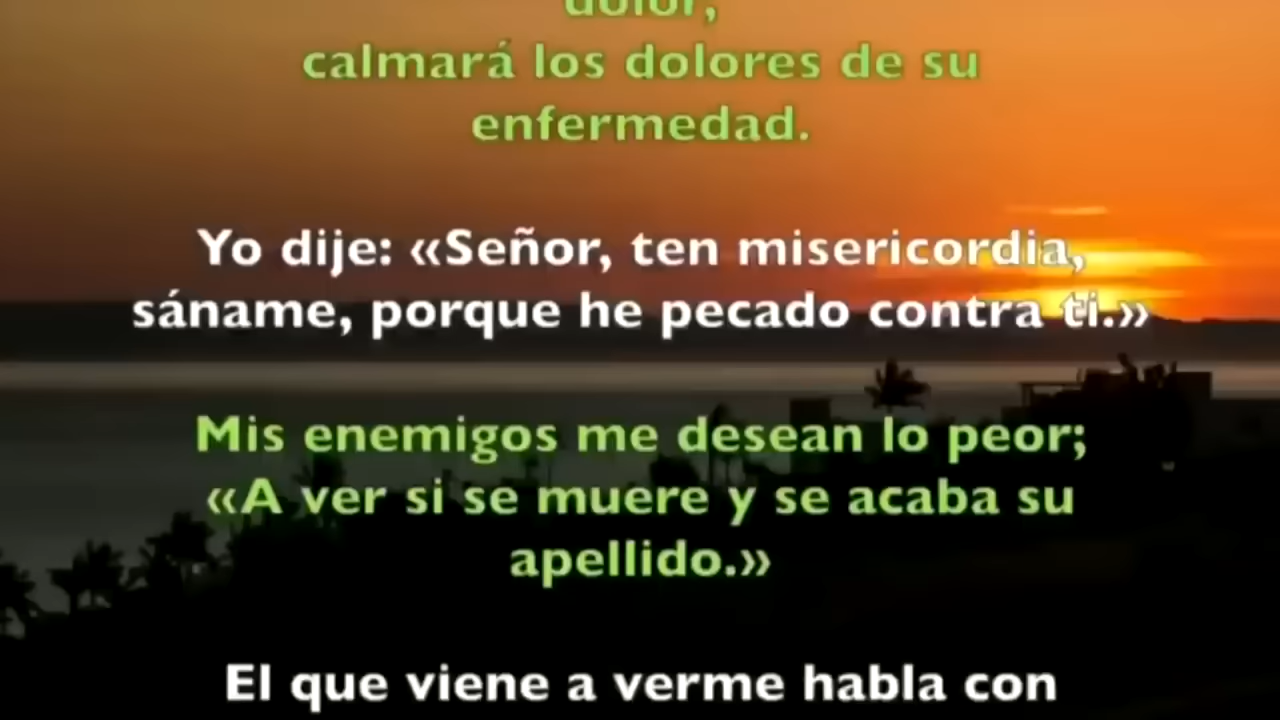 dolor,
calmará los dolores de su
enfermedad.
Yo dije: «Señor, ten misericordia,
sáname, porque he pecado contra ti.»
Mis enemigos me desean lo peor;
«A ver si se muere y se acaba su
apellido.»
El que viene a verme habla con